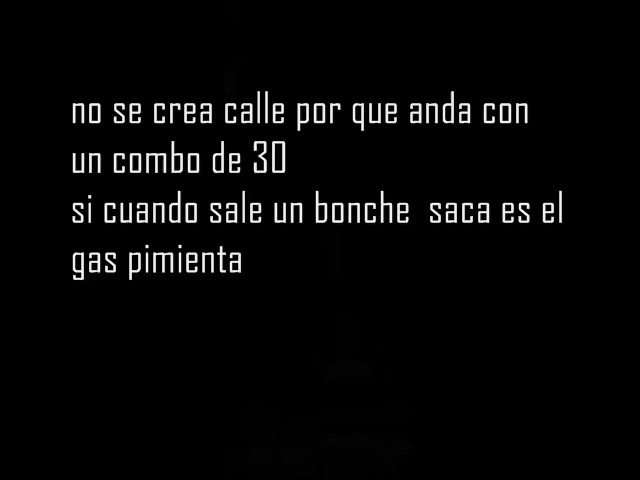 no se crea calle por que anda con
un combo de 30
si cuando sale un bonche  saca es el
gas pimienta